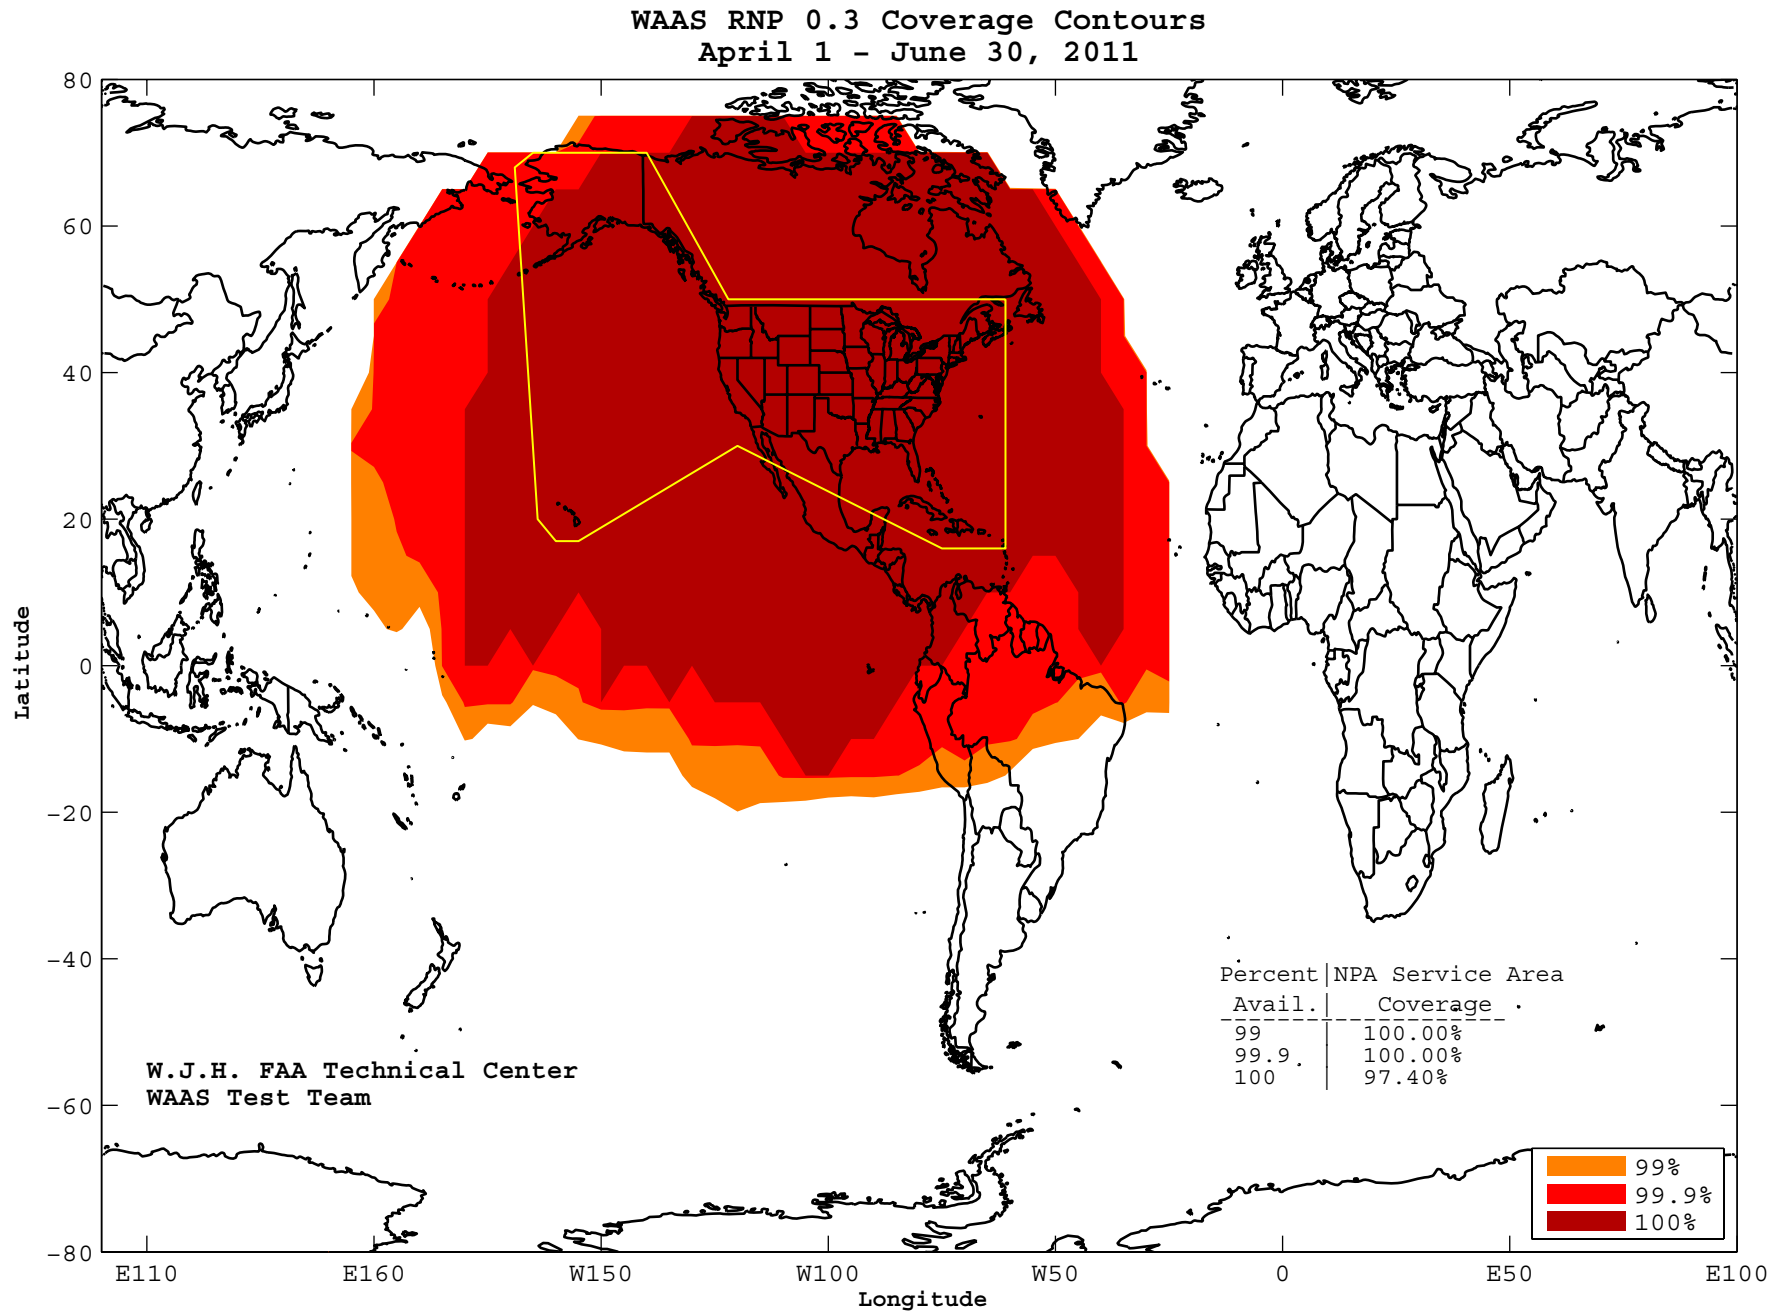 WAAS RNP 0.3 Coverage Contours
April 1 - June 30, 2011
80
60
40
20
0
-20
-40
-60
-80
Latitude
E110
E160
W150
W100
W50
0
E50
E100
Longitude
W.J.H. FAA Technical Center
WAAS Test Team
Percent|NPA Service Area
Avail.| Coverage
99 | 100.00%
99.9 | 100.00%
100 | 97.40%
99%
99.9%
100%